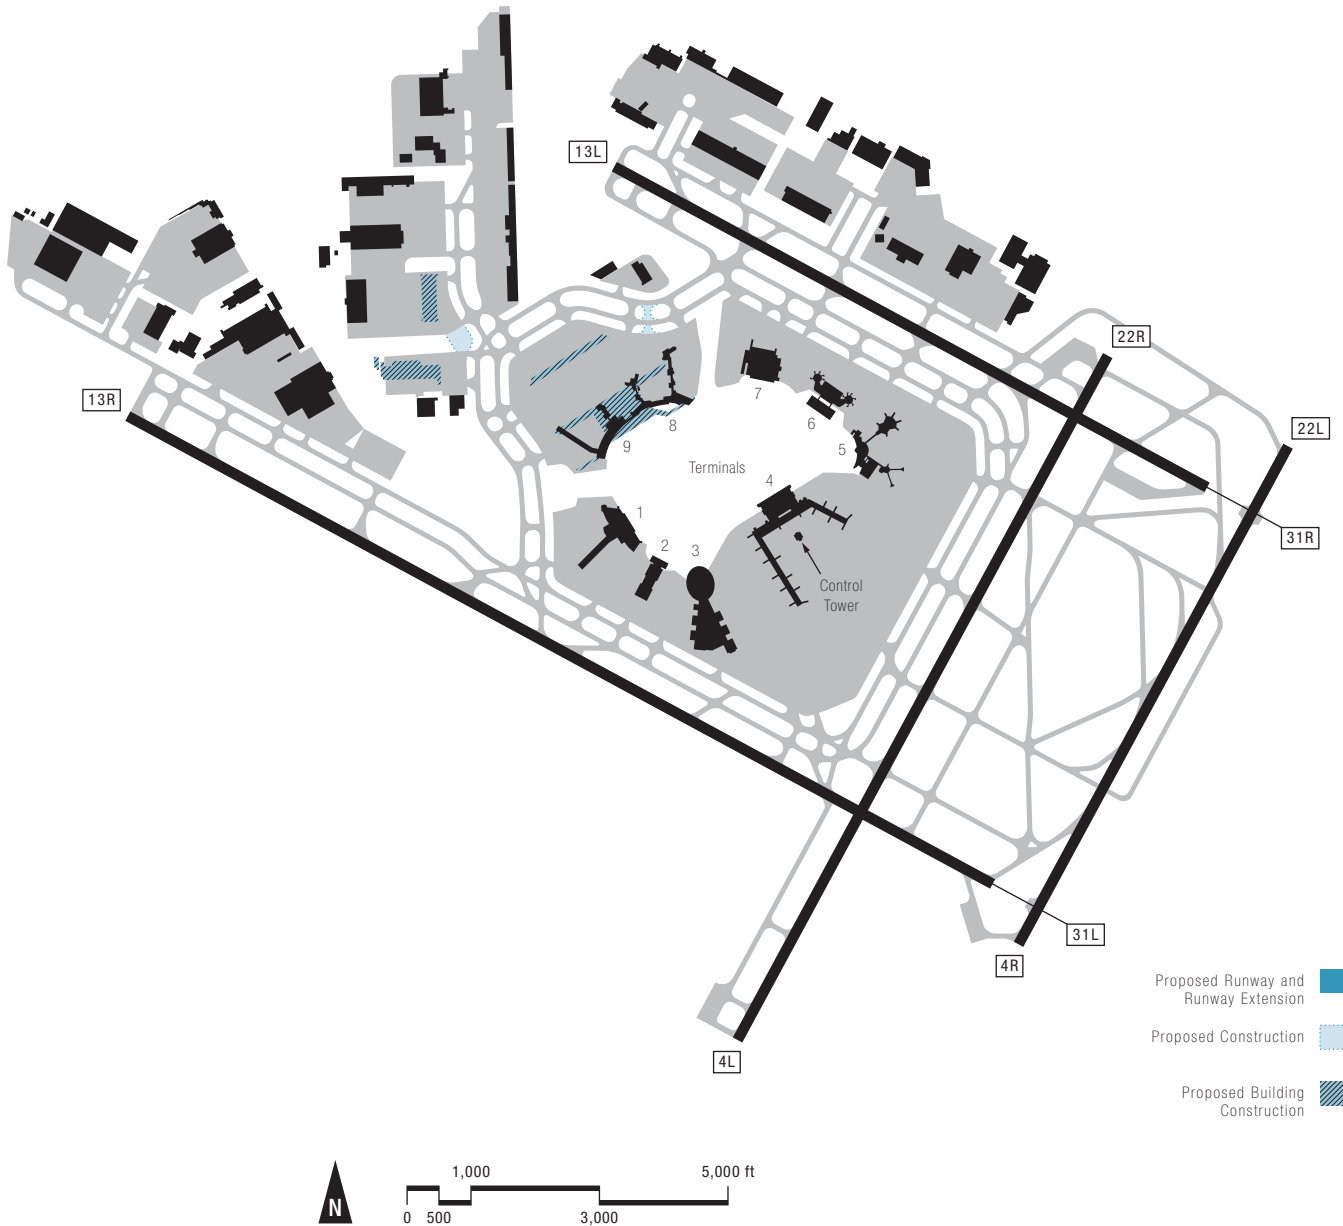 13L
22R
13R
22L
7
6
8
9
5
Terminals
4
1
31R
2
3
Control
Tower
31L
4R
Proposed Runway and
Runway Extension
Proposed Construction
4L
Proposed Building
Construction
1,000
5,000 ft
N
0
500
3,000